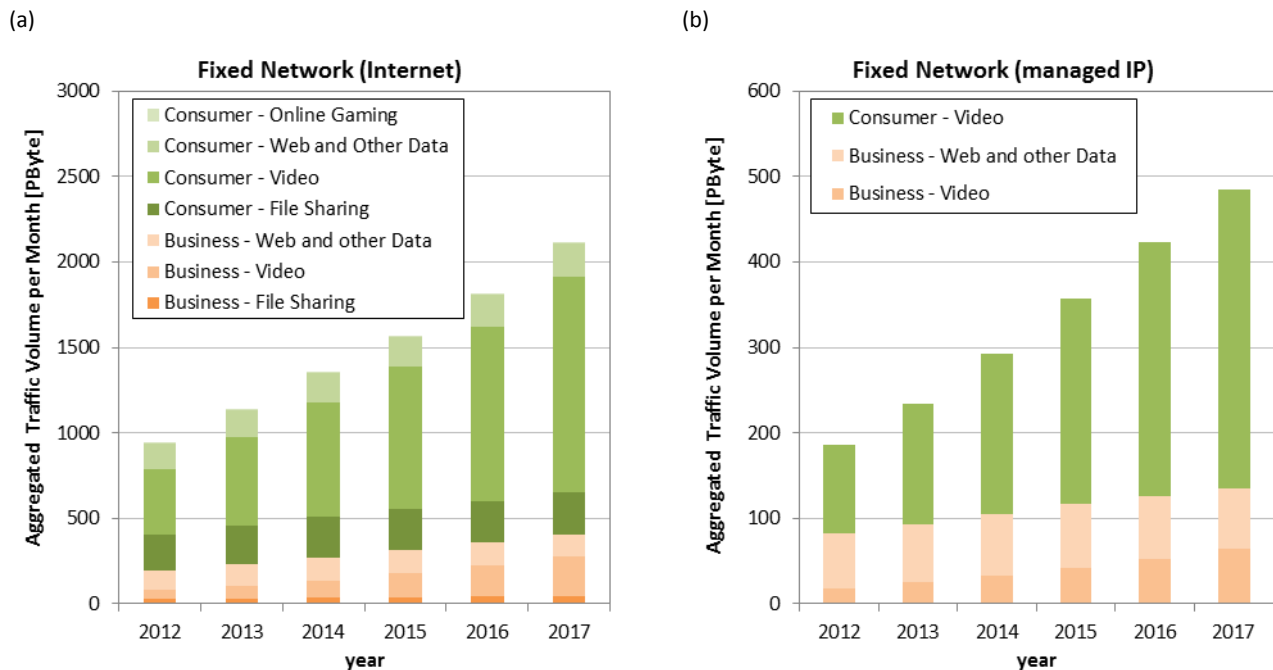 (a)
Fixed Network (Internet)
Aggregated Traffic Volume per Month [PByte]
3000
2500
2000
1500
1000
500
0
Consumer - Online Gaming
Consumer - Web and Other Data
Consumer - Video
Consumer - File Sharing
Business - Web and other Data
Business - Video
Business - File Sharing
2012 2013 2014 2015 2016 2017
year
(b)
Fixed Network (managed IP)
Aggregated Traffic Volume per Month [PByte]
600
500
400
300
200
100
0
Consumer - Video
Business - Web and other Data
Business - Video
2012 2013 2014 2015 2016 2017
year